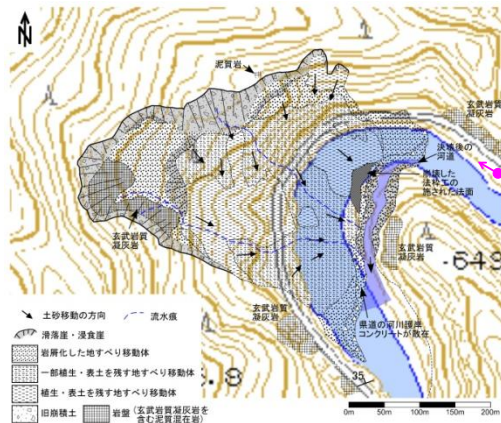 N
1
泥質岩
玄武岩質
凝灰岩
決壊後の
河道
崩壊した
法枠工の
施された法面
玄武岩質
凝灰岩
玄武岩質
凝灰岩
-649
玄武岩質
凝灰岩
県道の河川護岸
コンクリートが散在
35
3.8
土砂移動の方向
流水痕
滑落崖・浸食崖
岩屑化した地すべり移動体
一部植生・表土を残す地すべり移動体
植生・表土を残す地すべり移動体
旧崩積土
岩盤(玄武岩質凝灰岩を
含む泥質混在岩)
0m 50m 100m 150m 200m